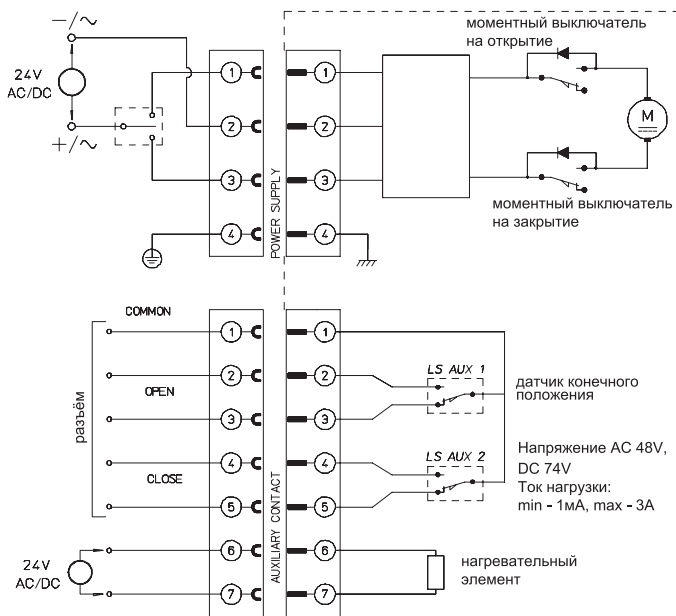 −/∼
24V
AC/DC
+/∼
моментный выключатель
на открытие
1
2
3
4
POWER SUPPLY
1
2
3
4
M
моментный выключатель
на закрытие
разъём
COMMON
OPEN
CLOSE
1
2
3
4
5
6
7
AUXILIARY CONTACT
1
2
3
4
5
6
7
LS AUX 1
датчик конечного
положения
LS AUX 2
Напряжение AC 48V,
DC 74V
Ток нагрузки:
min - 1мА, max - 3А
24V
AC/DC
нагревательный
элемент